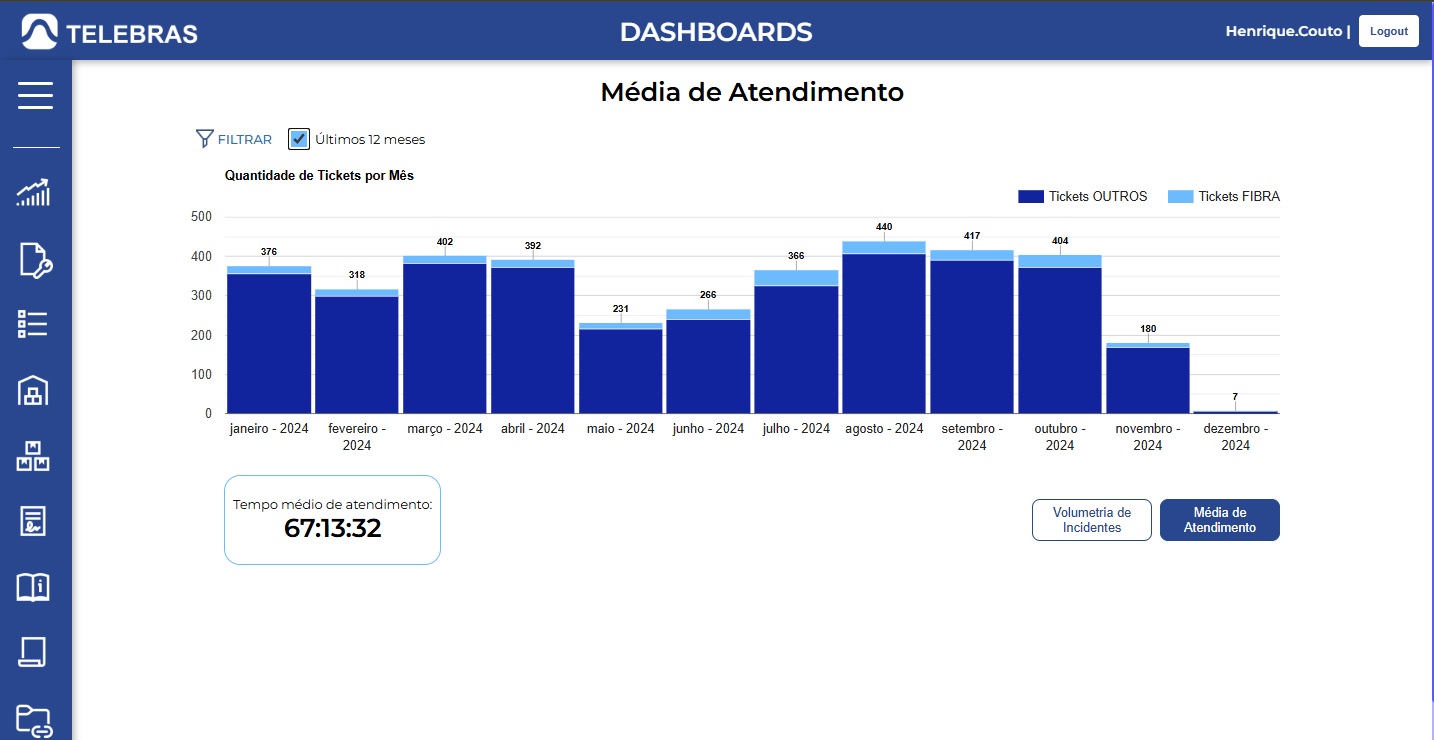 TELEBRAS
DASHBOARDS
Henrique.Couto |
Logout
Média de Atendimento
FILTRAR
Últimos 12 meses
Quantidade de Tickets por Mês
Tickets OUTROS
Tickets FIBRA
500
400
300
200
100
0
376
318
402
392
231
266
366
440
417
404
180
7
janeiro - 2024
fevereiro -
2024
março - 2024
abril - 2024
maio - 2024
junho - 2024
julho - 2024
agosto - 2024
setembro -
2024
outubro -
2024
novembro -
2024
dezembro -
2024
Tempo médio de atendimento:
67:13:32
Volumetria de
Incidentes
Média de
Atendimento